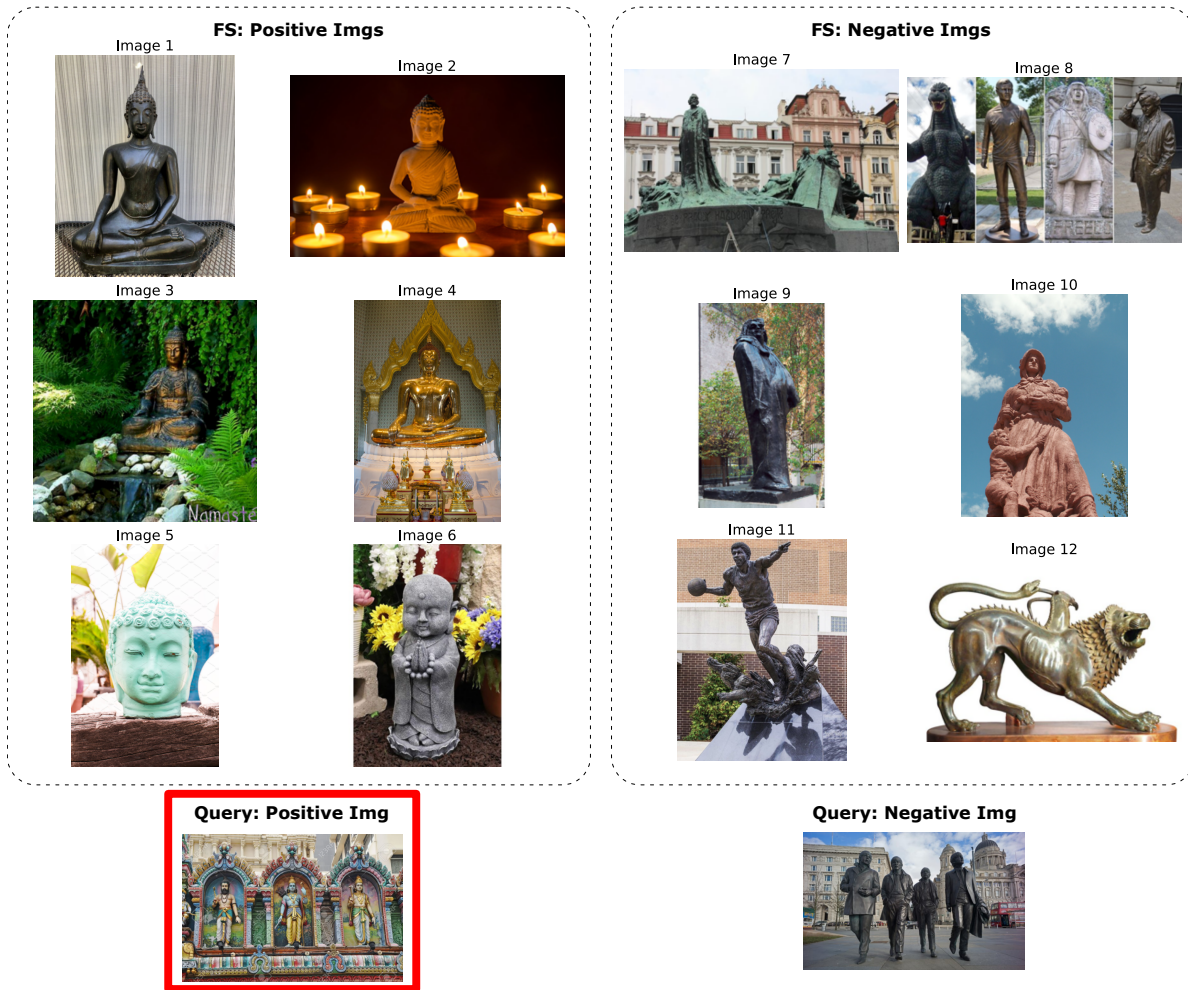 FS: Positive Imgs
Image 1
Image 2
Image 3
Image 4
Namaste
Image 5
Image 6
FS: Negative Imgs
Image 7
Image 8
Image 9
Image 10
Image 11
Image 12
Query: Positive Img
Query: Negative Img